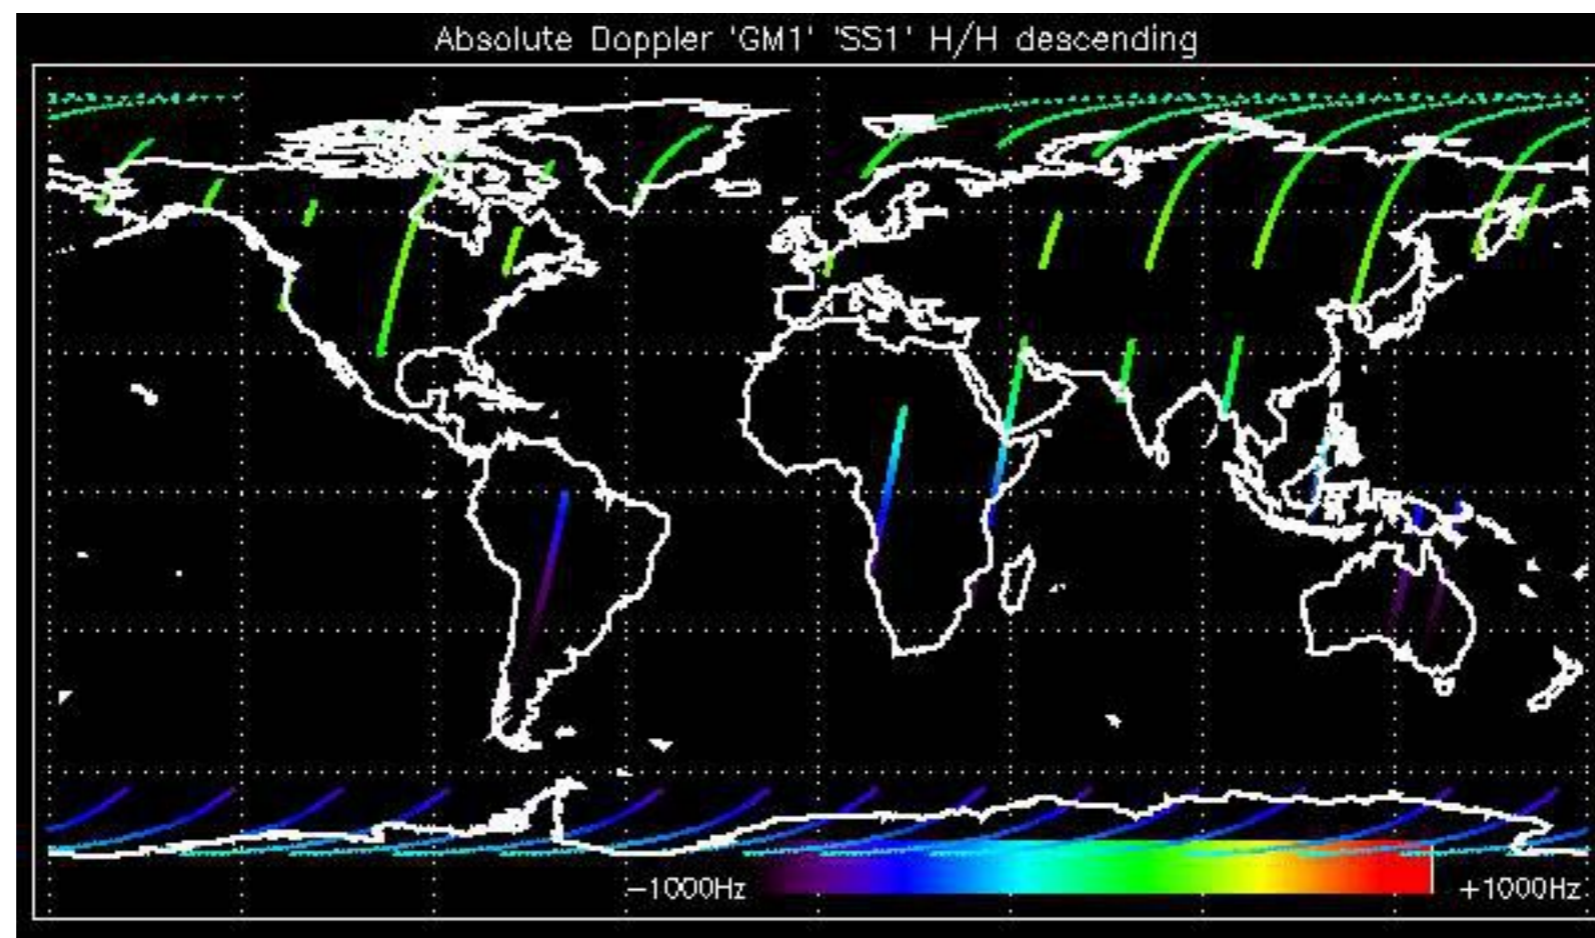 Absolute Doppler 'GM1' 'SS1' H/H descending
−1000Hz
+1000Hz